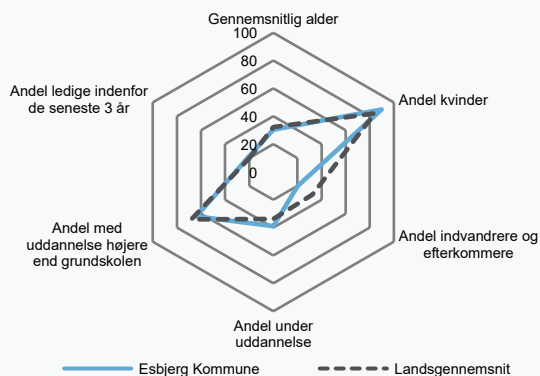 Gennemsnitlig alder
100
80
60
40
20
0
Andel kvinder
Andel indvandrere og
efterkommere
Andel under
uddannelse
Andel med
uddannelse højere
end grundskolen
Andel ledige indenfor
de seneste 3 år
Esbjerg Kommune
Landsgennemsnit